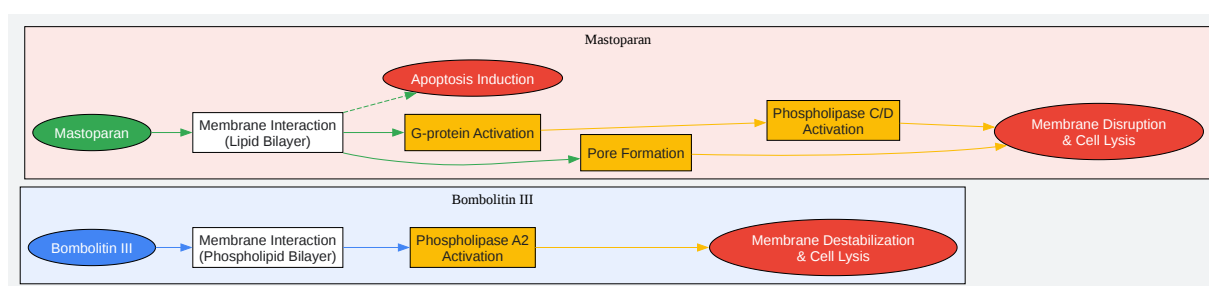 Mastoparan
Apoptosis Induction
Mastoparan
Membrane Interaction
(Lipid Bilayer)
G-protein Activation
Pore Formation
Phospholipase C/D
Activation
Membrane Disruption
& Cell Lysis
Bombolitin III
Bombolitin III
Membrane Interaction
(Phospholipid Bilayer)
Phospholipase A2
Activation
Membrane Destabilization
& Cell Lysis